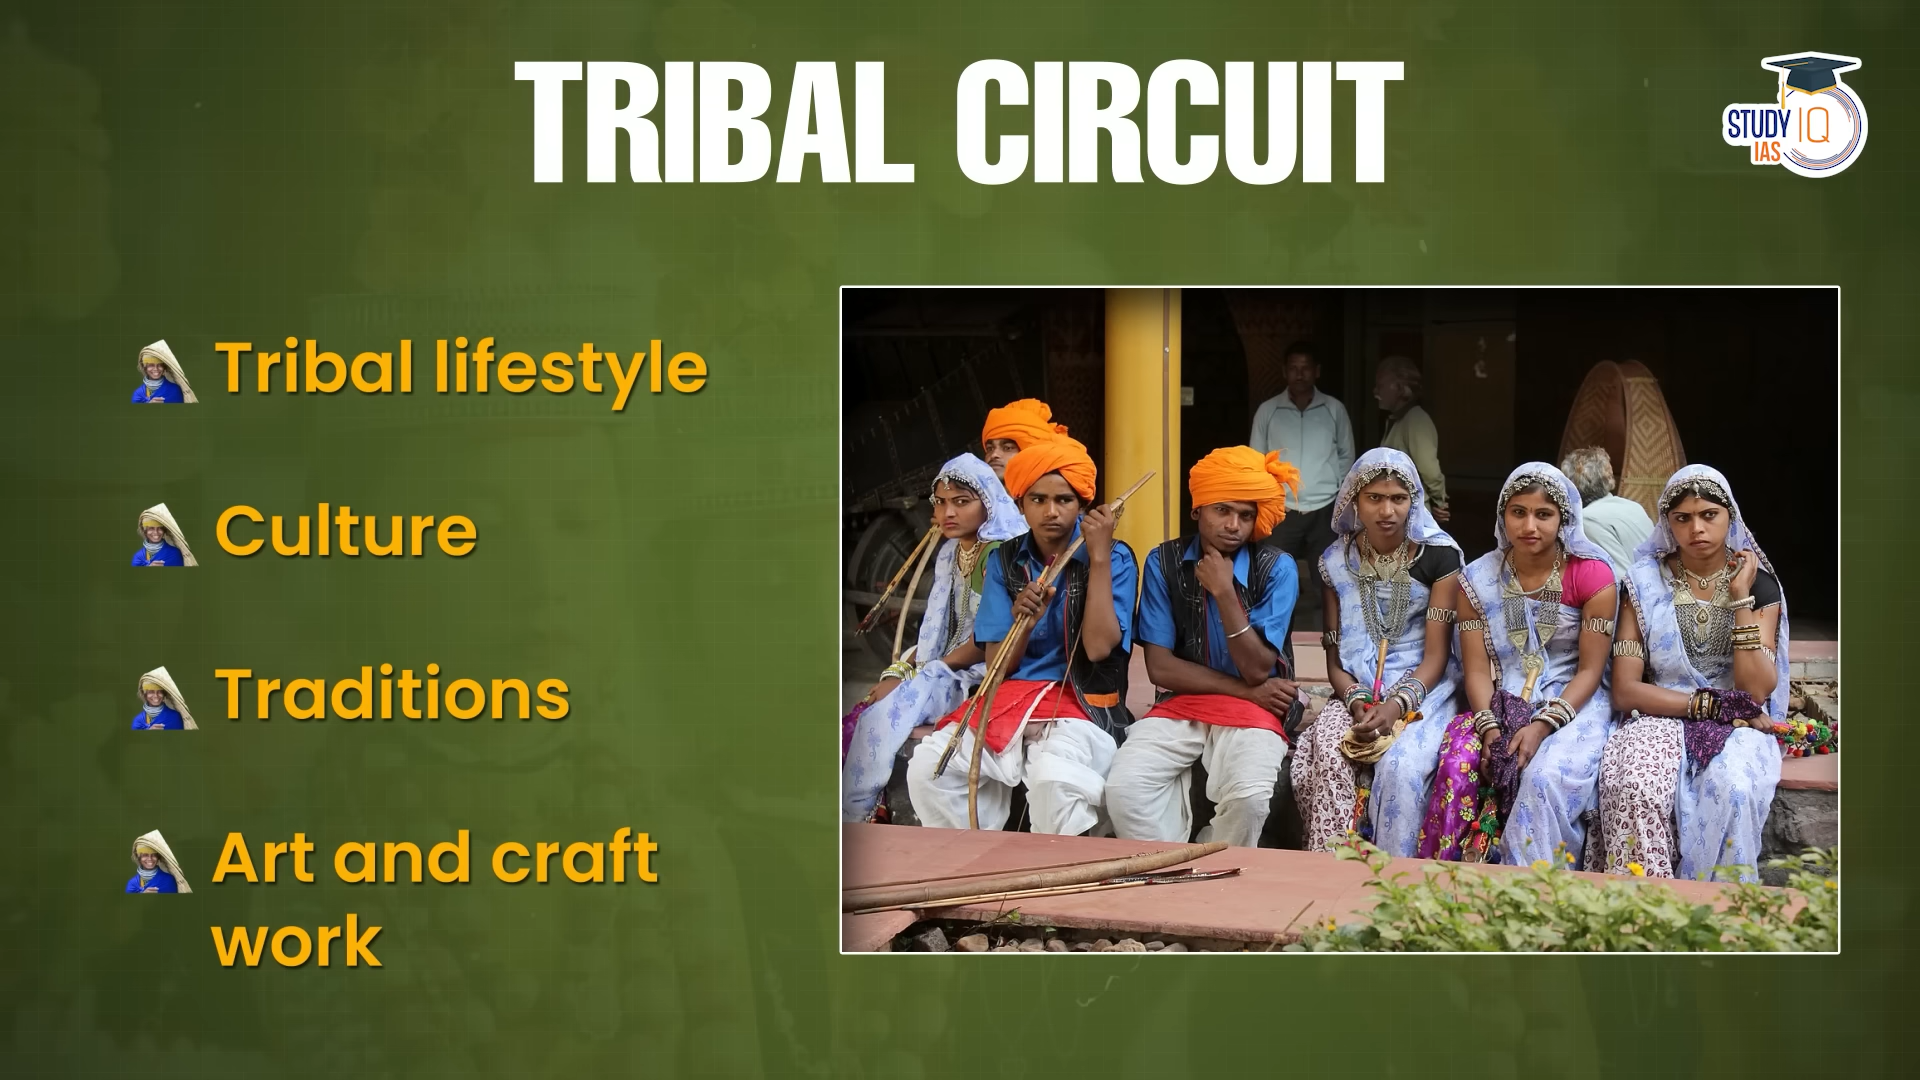 TRIBAL CIRCUIT
STUDY IQ
IAS
Tribal lifestyle
Culture
Traditions
Art and craft
work